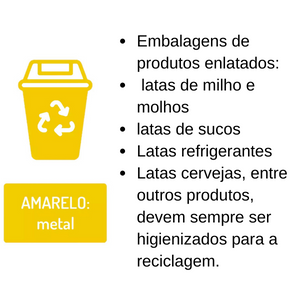 AMARELO:
metal
• Embalagens de
produtos enlatados:
• latas de milho e
molhos
• latas de sucos
• Latas refrigerantes
• Latas cervejas, entre
outros produtos,
devem sempre ser
higienizados para a
reciclagem.